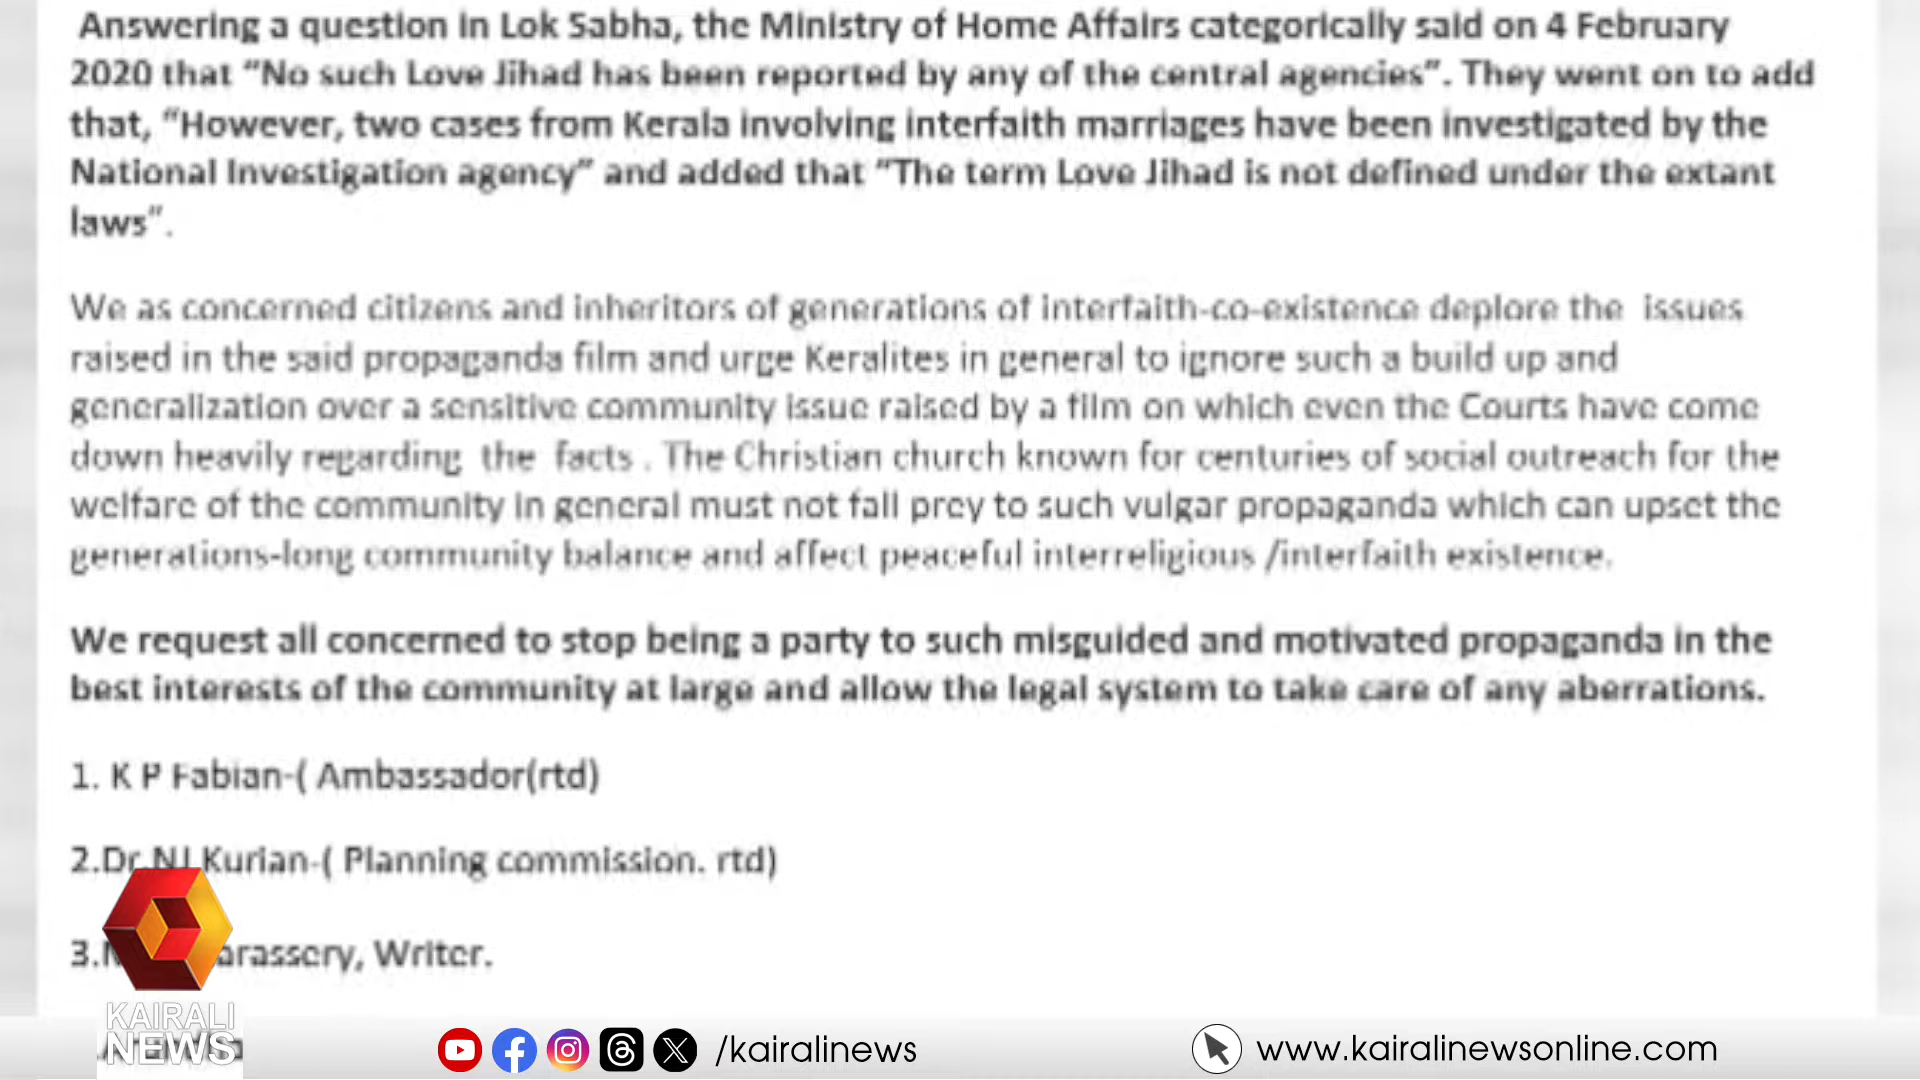 Answering a question in Lok Sabha, the Ministry of Home Affairs categorically said on 4 February
2020 that “No such Love Jihad has been reported by any of the central agencies”. They went on to add
that, “However, two cases from Kerala involving interfaith marriages have been investigated by the
National Investigation agency” and added that “The term Love Jihad is not defined under the extant
laws”.
We as concerned citizens and inheritors of generations of interfaith-co-existence deplore the issues
raised in the said propaganda film and urge Keralites in general to ignore such a build up and
generalization over a sensitive community issue raised by a film on which even the Courts have come
down heavily regarding the facts . The Christian church known for centuries of social outreach for the
welfare of the community in general must not fall prey to such vulgar propaganda which can upset the
generations-long community balance and affect peaceful interreligious /interfaith existence.
We request all concerned to stop being a party to such misguided and motivated propaganda in the
best interests of the community at large and allow the legal system to take care of any aberrations.
1. K P Fabian-( Ambassador(rtd)
2.Dr NJ Kurian-( Planning commission. rtd)
3. Writer.
KAIRALI
NEWS
/kairalinews
www.kairalinewsonline.com